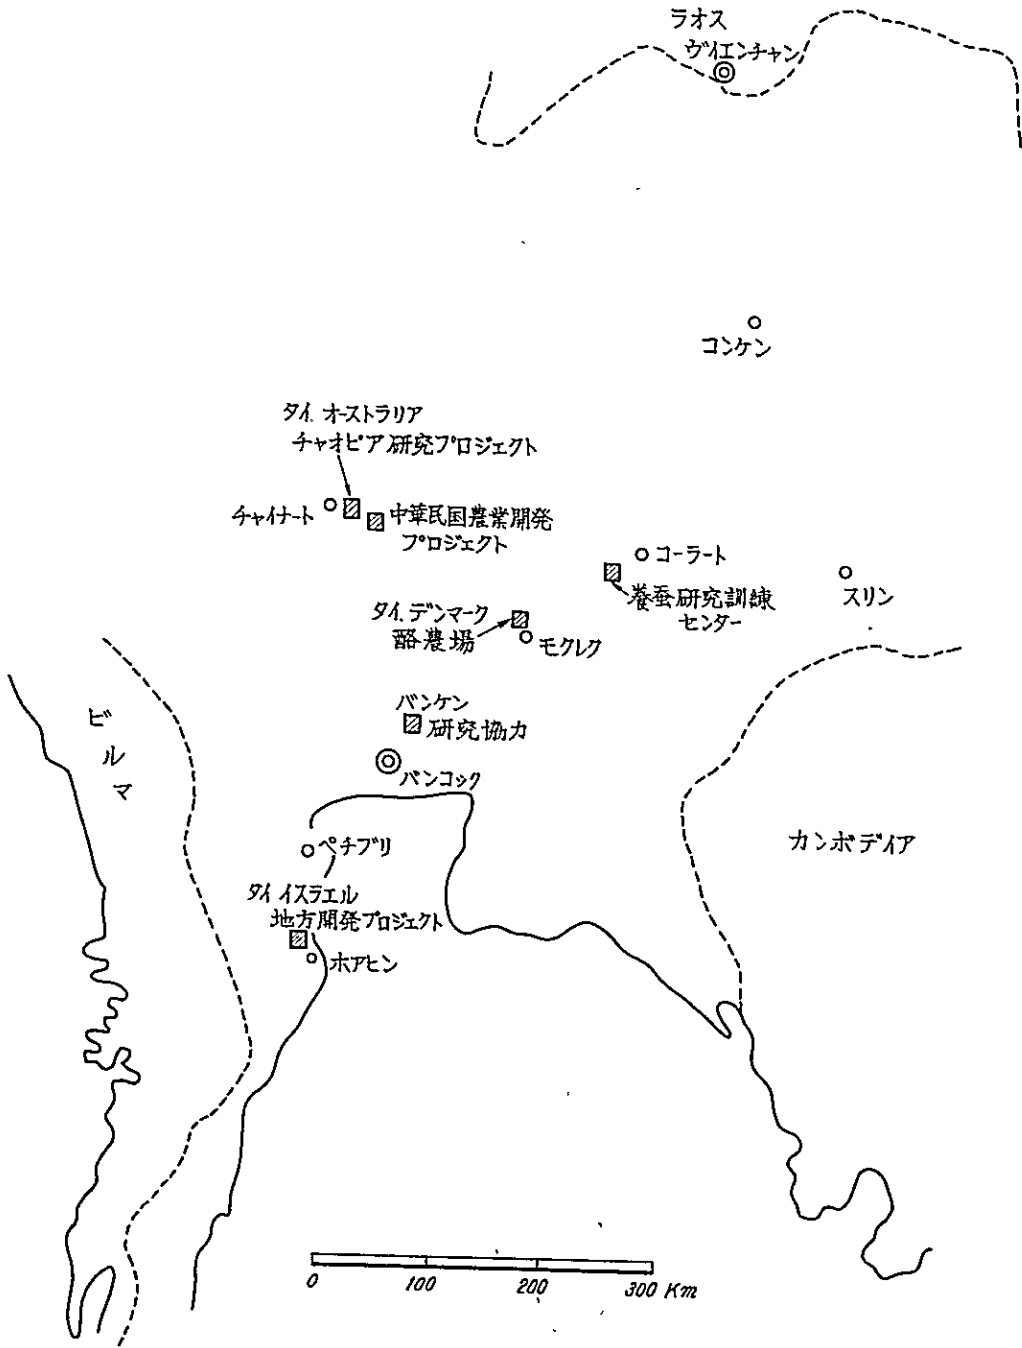 ラオス
ヴィエンチャン
コンケン
タイ. オーストラリア
チャオピア研究プロジェクト
チャイナート
中華民国農業開発
プロジェクト
コーラート
養蚕研究訓練
センター
スリン
タイ. デンマーク
酪農場
モクレク
バンケン
研究協力
バンコック
ビルマ
ペチブリ
カンボディア
タイ イスラエル
地方開発プロジェクト
ホアヒン
0 100 200 300 Km